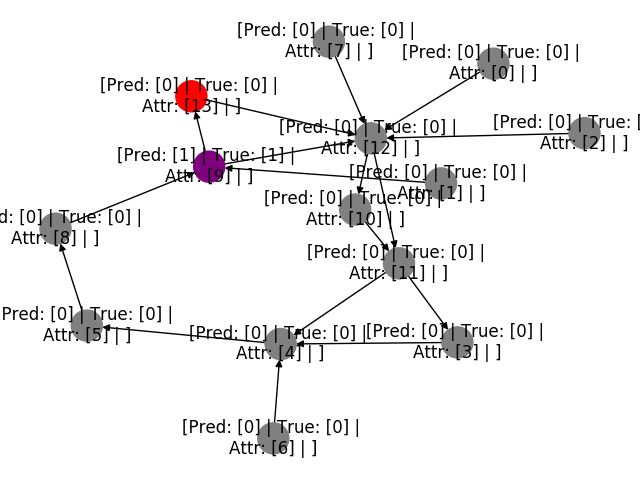 [Pred: [0] | True: [0] |
Attr: [7] | ]
[Pred: [0] | True: [0] |
Attr: [0] | ]
[Pred: [0] | True: [0] |
Attr: [13] | ]
[Pred: [0] | True: [0] |
Attr: [12] | ]
[Pred: [0] | True: [
Attr: [2] | ]
[Pred: [1] | True: [1] |
Attr: [9] | ]
[Pred: [0] | True: [0] |
Attr: [1] | ]
[Pred: [0] | True: [0] |
Attr: [10] | ]
d: [0] | True: [0] |
Attr: [8] | ]
[Pred: [0] | True: [0] |
Attr: [11] | ]
Pred: [0] | True: [0] |
Attr: [5] | ]
[Pred: [0] | True: [0] |
Attr: [4] | ]
[Pred: [0] | True: [0] |
Attr: [3] | ]
[Pred: [0] | True: [0] |
Attr: [6] | ]